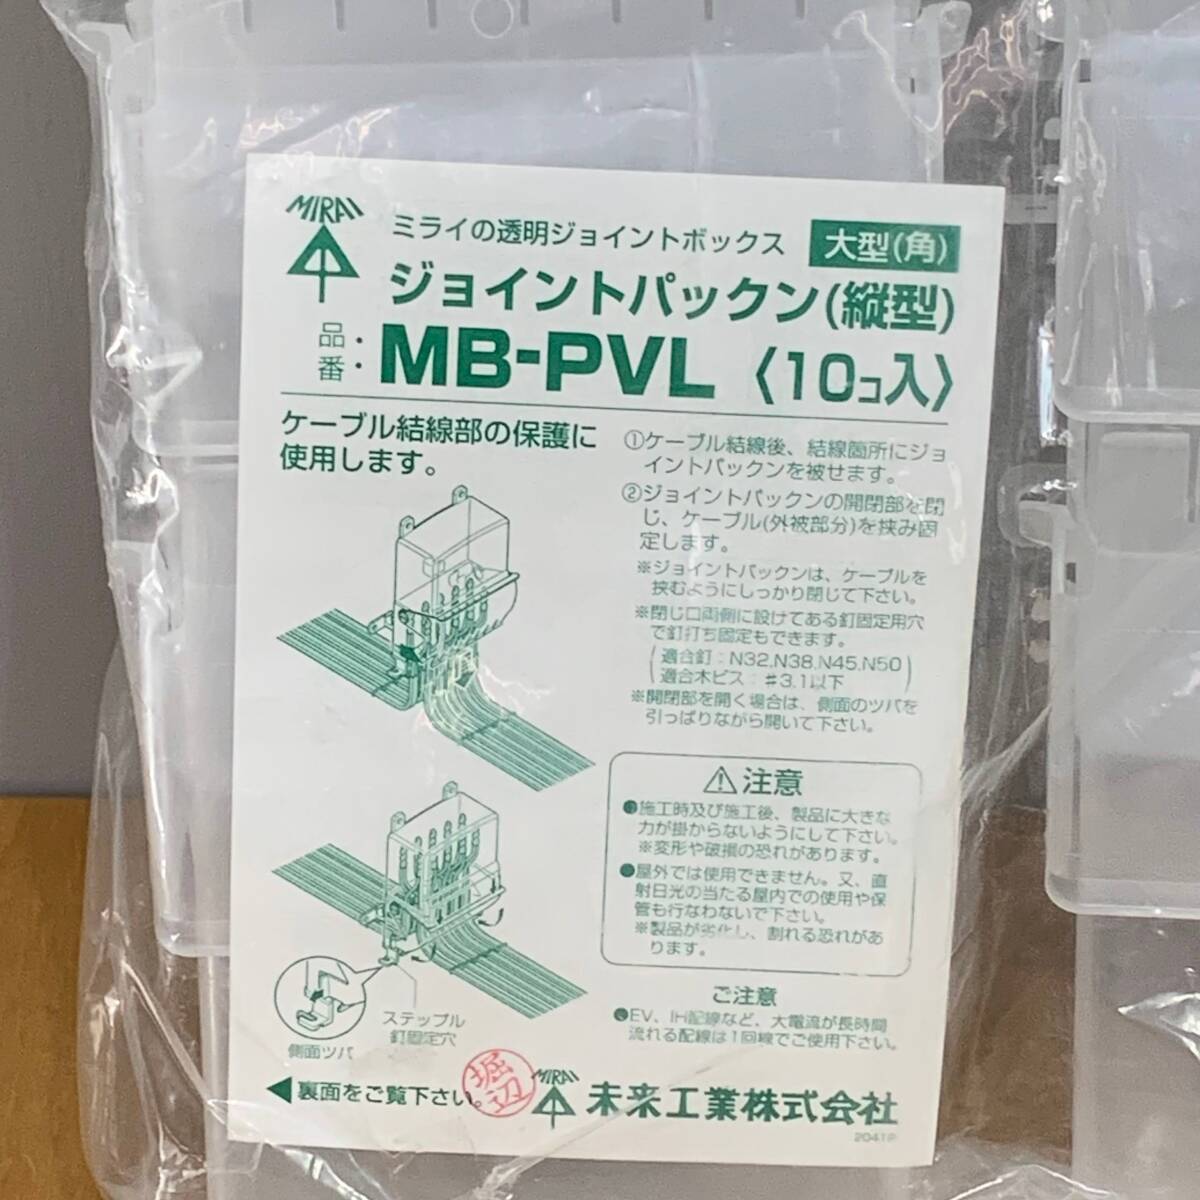 MIRAI
ミライの透明ジョイントボックス
大型(角)
ジョイントパックン(縦型)
品番・・ MB-PVL 〈10コ入〉
ケーブル結線部の保護に
使用します。
①ケーブル結線後、結線箇所にジョ
イントパックンを被せます。
②ジョイントパックンの開閉部を閉
じ、ケーブル(外被部分)を挟み固
定します。
※ジョイントパックンは、ケーブルを
挟むようにしっかり閉じて下さい。
※閉じ口両側に設けてある釘固定用穴
で釘打ち固定もできます。
(適合釘：N32,N38,N45,N50
適合木ビス：#3.1以下)
※開閉部を開く場合は、側面のツバを
引っぱりながら開いて下さい。
⚠注意
●施工時及び施工後、製品に大きな
力が掛からないようにして下さい。
※変形や破損の恐れがあります。
●屋外では使用できません。又、直
射日光の当たる屋内での使用や保
管も行なわないで下さい。
※製品が劣化し、割れる恐れがあ
ります。
ご注意
●EV、IH配線など、大電流が長時間
流れる配線は1回線でご使用下さい。
側面ツバ
ステップル
釘固定穴
◀裏面をご覧下さい。
堀辺
MIRAI
未来工業株式会社
2041P